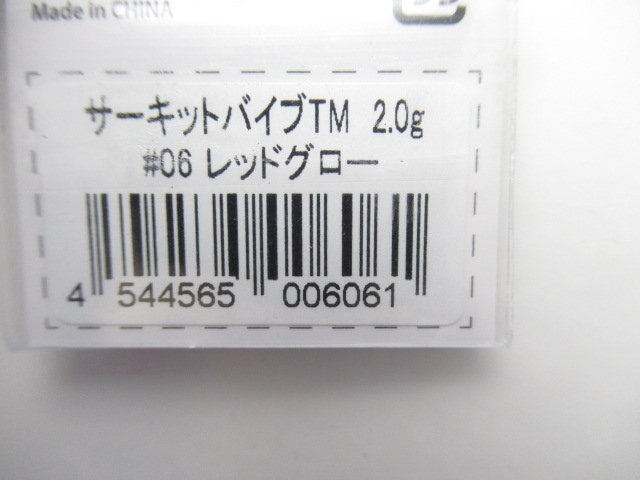 Made in CHINA
サーキットバイブTM 2.0g
#06 レッドグロー
4 544565 006061